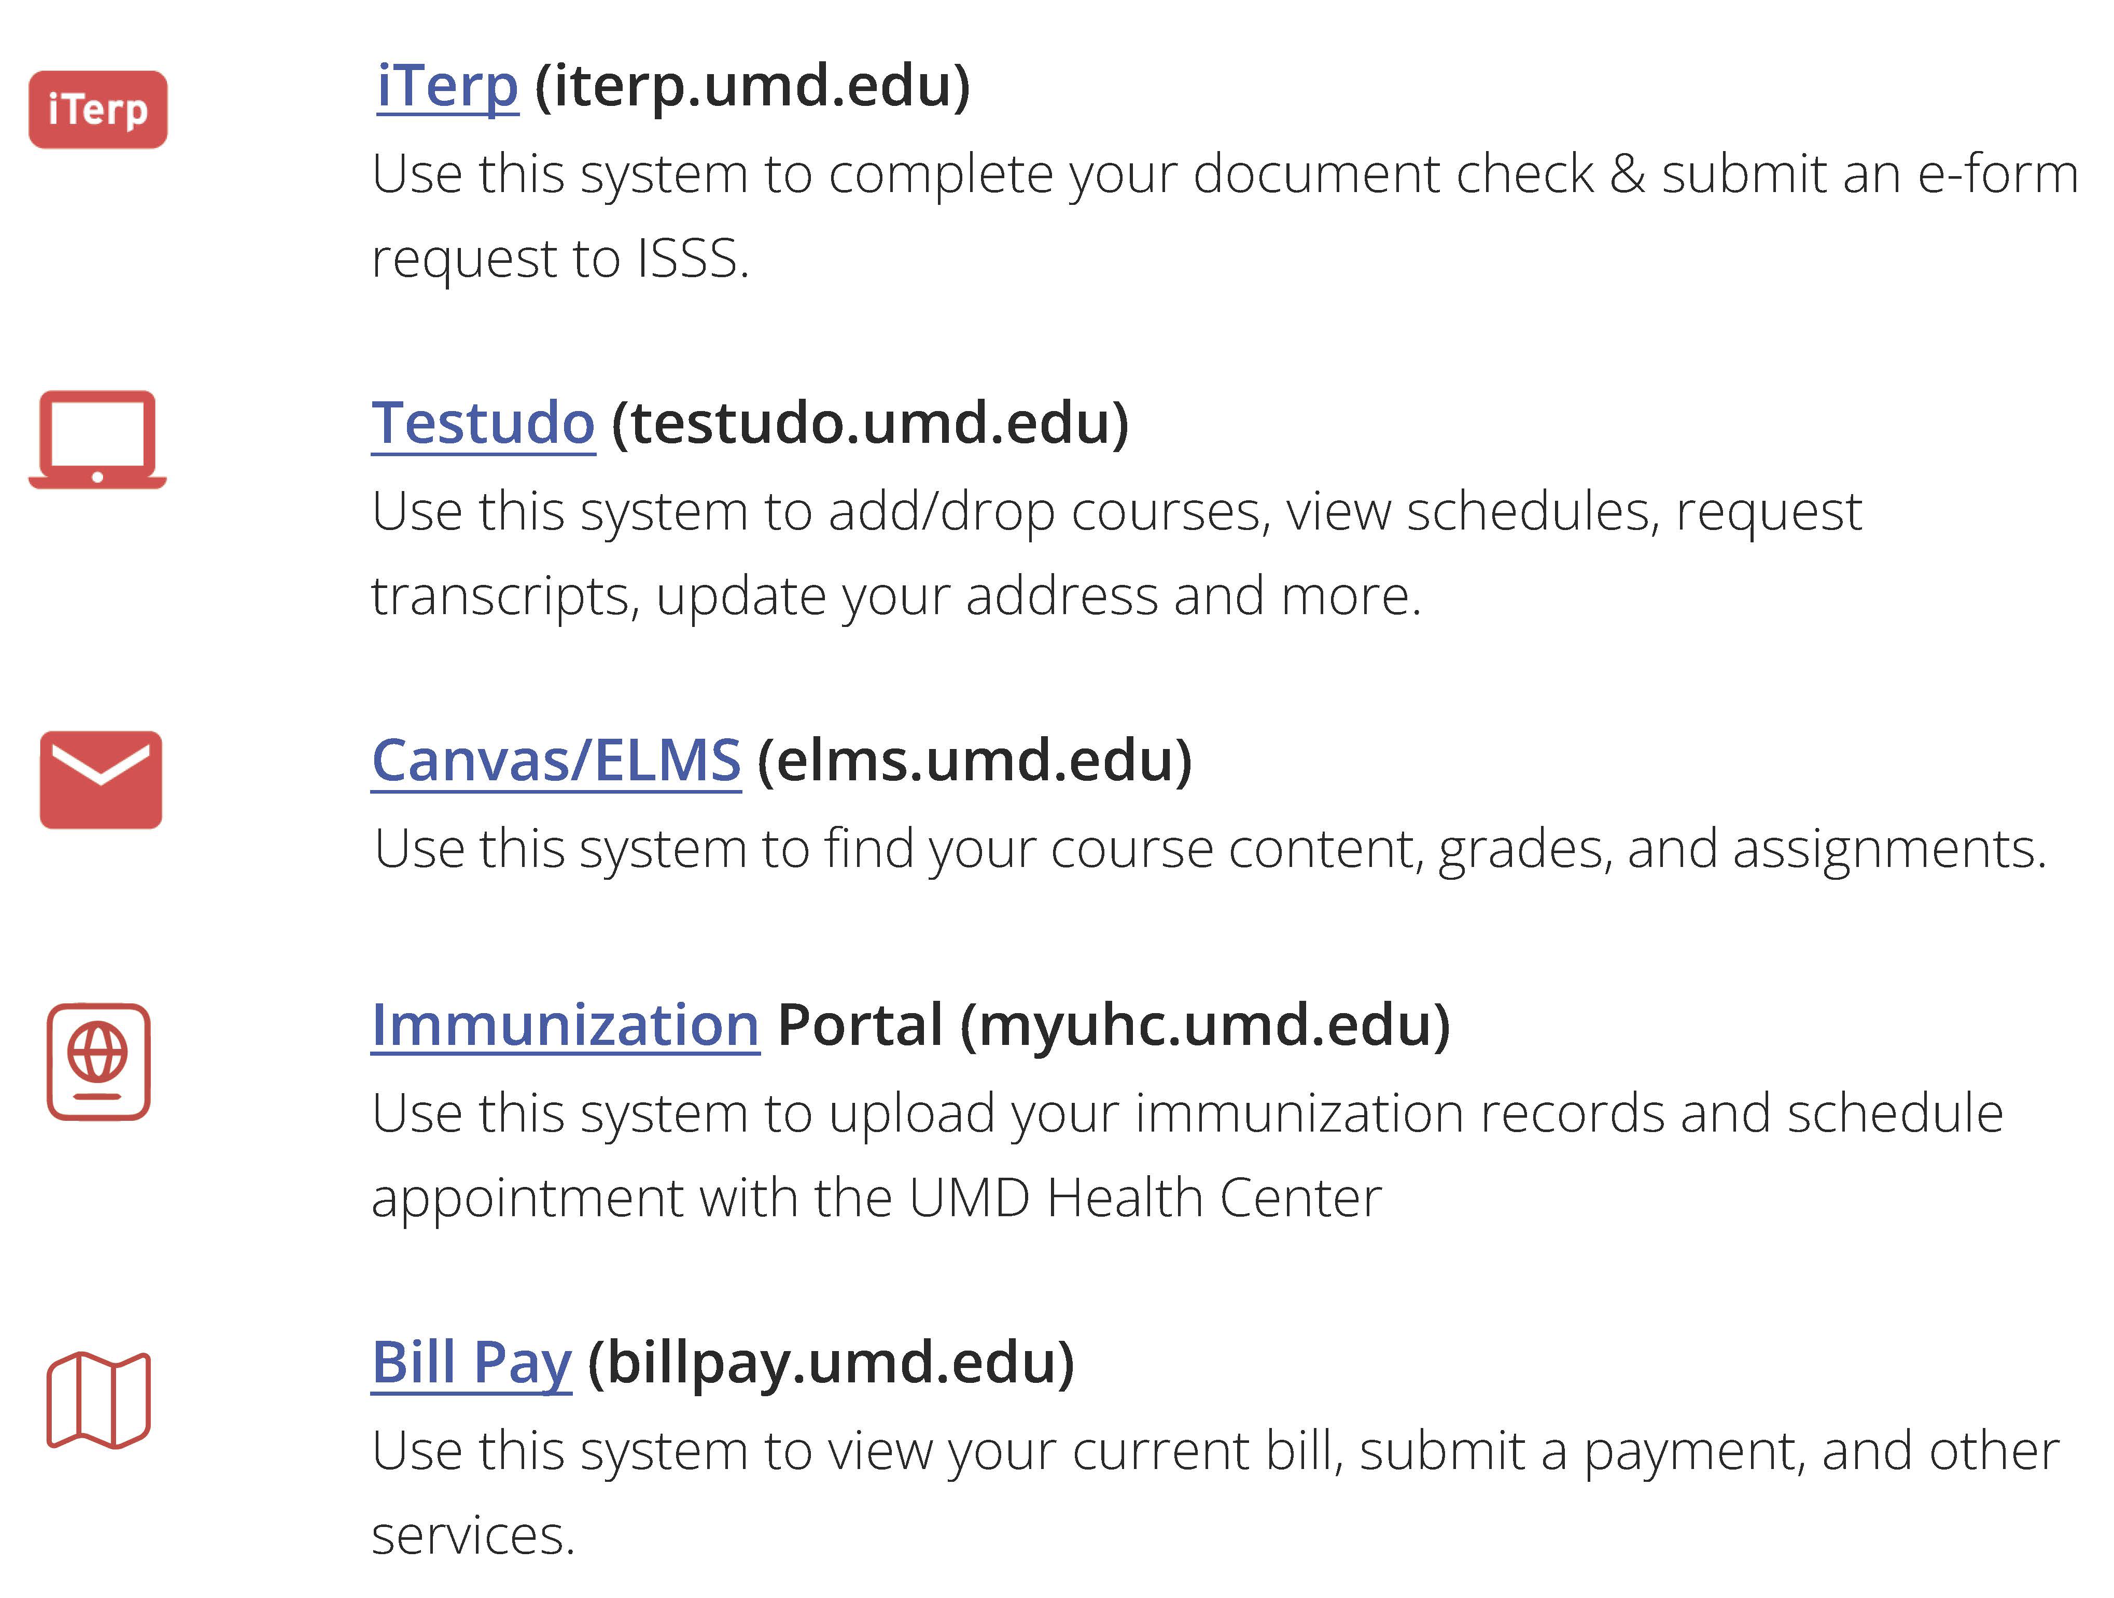 iTerp
iTerp (iterp.umd.edu)
Use this system to complete your document check & submit an e-form
request to ISSS.
Testudo (testudo.umd.edu)
Use this system to add/drop courses, view schedules, request
transcripts, update your address and more.
Canvas/ELMS (elms.umd.edu)
Use this system to find your course content, grades, and assignments.
Immunization Portal (myuhc.umd.edu)
Use this system to upload your immunization records and schedule
appointment with the UMD Health Center
Bill Pay (billpay.umd.edu)
Use this system to view your current bill, submit a payment, and other
services.